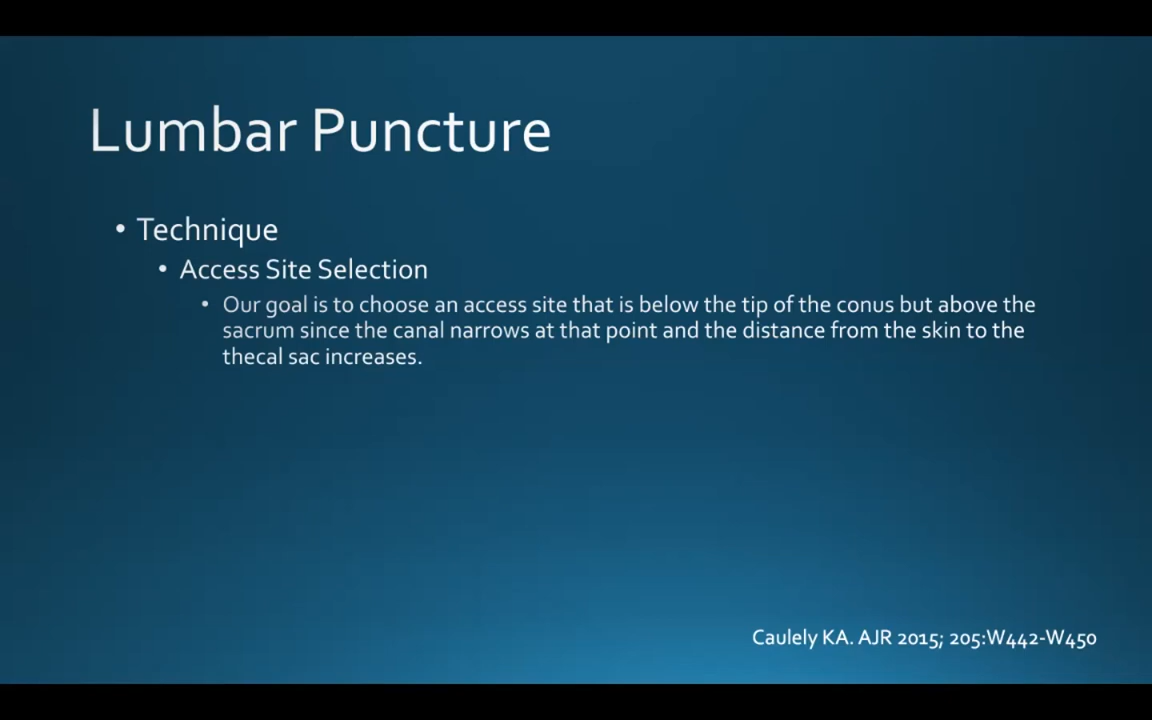 Lumbar Puncture
• Technique
• Access Site Selection
• Our goal is to choose an access site that is below the tip of the conus but above the
sacrum since the canal narrows at that point and the distance from the skin to the
thecal sac increases.
Caulely KA. AJR 2015; 205:W442-W450